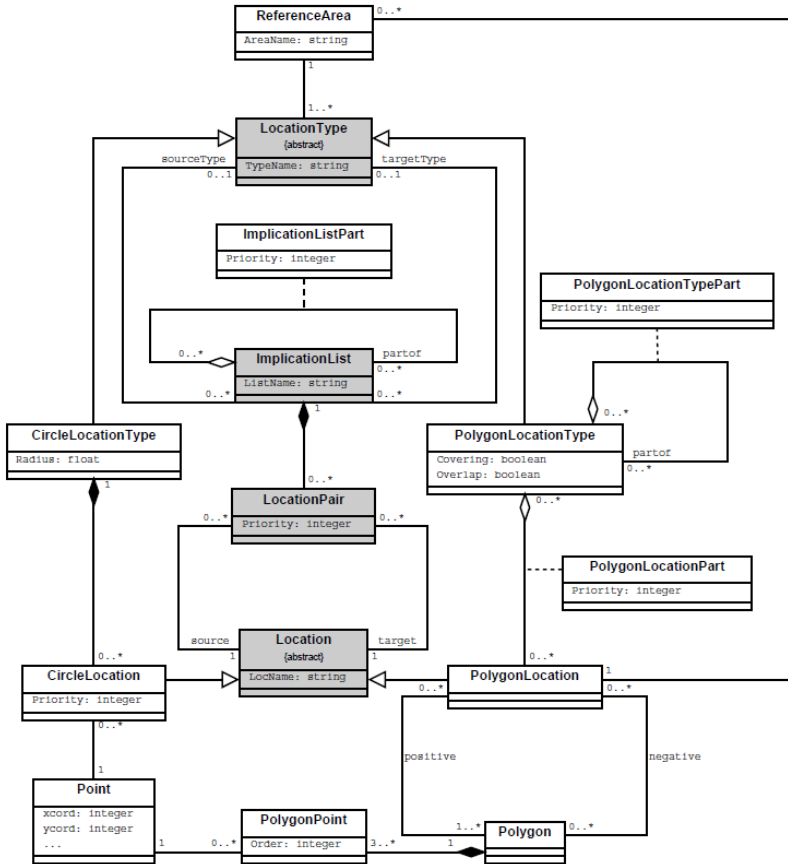 ReferenceArea
0..*
AreaName: string
1
1..*
LocationType
{abstract}
sourceType
targetType
TypeName: string
0..1
0..1
ImplicationListPart
Priority: integer
PolygonLocationTypePart
Priority: integer
0..*
ImplicationList
partof
0..*
ListName: string
0..*
0..*
1
0..*
CircleLocationType
PolygonLocationType
Radius: float
Covering: boolean
partof
Overlap: boolean
0..*
1
0..*
0..*
LocationPair
0..*
Priority: integer
0..*
PolygonLocationPart
Priority: integer
source
Location
target
1
{abstract}
1
0..*
0..*
CircleLocation
LocName: string
PolygonLocation
1
Priority: integer
0..*
0..*
0..*
positive
negative
1
Point
xcord: integer
ycord: integer
...
PolygonPoint
1..*
Polygon
0..*
1
0..*
Order: integer
3..*
1